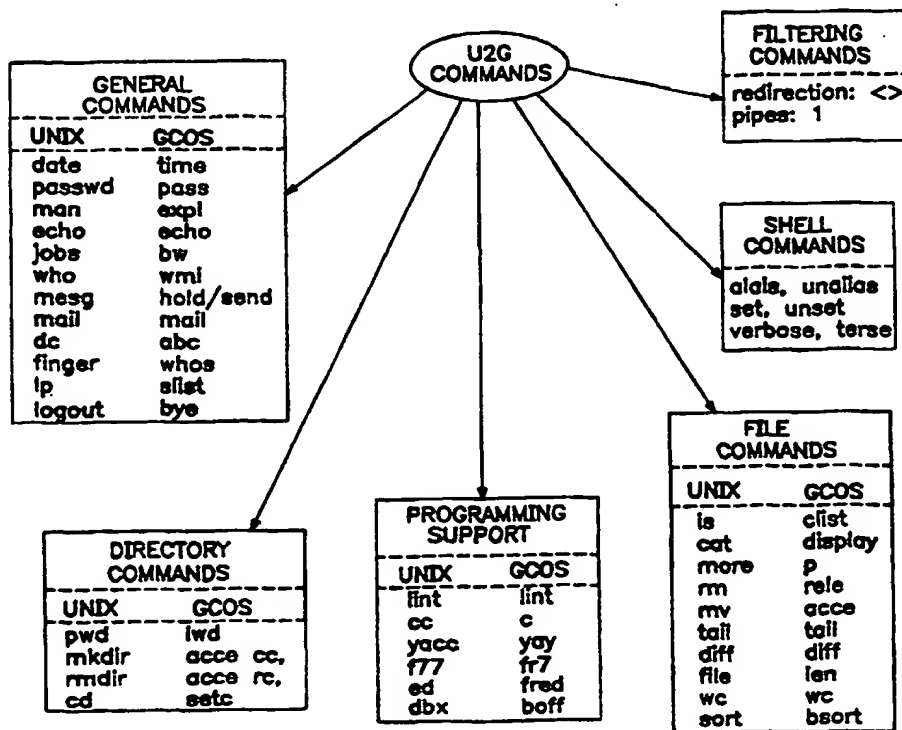 U2G
COMMANDS
GENERAL
COMMANDS
UNIX GCOS
date time
passwd pass
man expl
echo echo
jobs bw
who wmi
mesg hold/send
mail mail
dc abc
finger whos
lp slist
logout bye
DIRECTORY
COMMANDS
UNIX GCOS
pwd lwd
mkdir acce cc,
rmdir acce rc,
cd setc
PROGRAMMING
SUPPORT
UNIX GCOS
lint lint
cc c
yacc yay
f77 fr7
ed fred
dbx boff
FILTERING
COMMANDS
redirection: <>
pipes: 1
SHELL
COMMANDS
alais, unalias
set, unset
verbose, terse
FILE
COMMANDS
UNIX GCOS
ls clist
cat display
more p
rm rele
mv acce
tail tail
diff diff
file len
wc wc
sort bsort